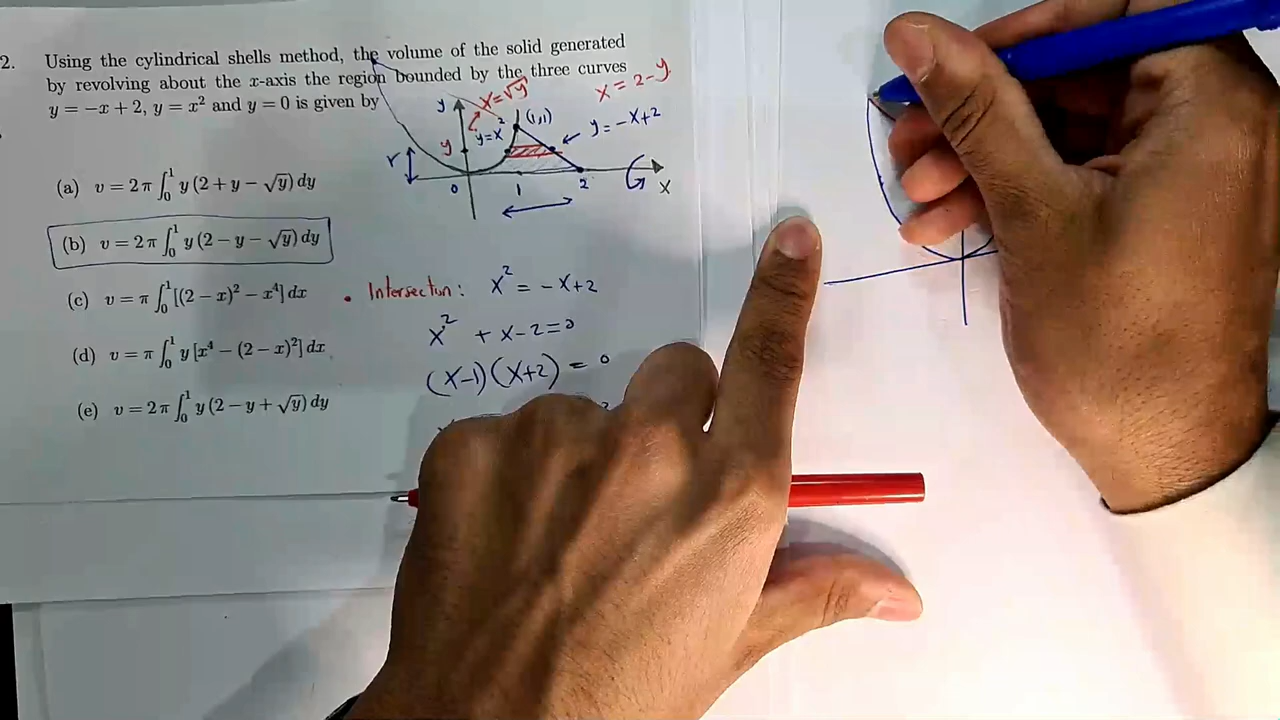 2. Using the cylindrical shells method, the volume of the solid generated
by revolving about the x-axis the region bounded by the three curves
y = −x + 2, y = x² and y = 0 is given by
(a) v = 2π ∫₀¹ y (2 + y − √y) dy
(b) v = 2π ∫₀¹ y (2 − y − √y) dy
(c) v = π ∫₀¹ [(2 − x)² − x⁴] dx
(d) v = π ∫₀¹ y [x⁴ − (2 − x)²] dx
(e) v = 2π ∫₀¹ y (2 − y + √y) dy
x = √y
x = 2 − y
y
y = x²
(1,1)
y = −x+2
y
r
0
1
2
x
• Intersectun: x² = −x+2
x² + x−2 = 0
(x−1)(x+2) = 0